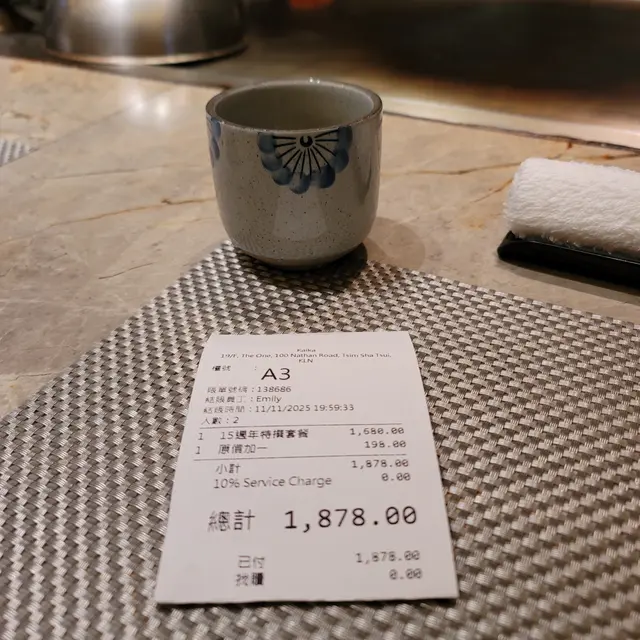 Kaika
19/F, The One, 100 Nathan Road, Tsim Sha Tsui,
KLN
檯號 : A3
賬單號碼 : 138686
結賬員工 : Emily
結賬時間 : 11/11/2025 19:59:33
人數 : 2
1 15週年特撰套餐 1,680.00
1 原價加一 198.00
小計 1,878.00
10% Service Charge 0.00
總計 1,878.00
已付 1,878.00
找贖 0.00